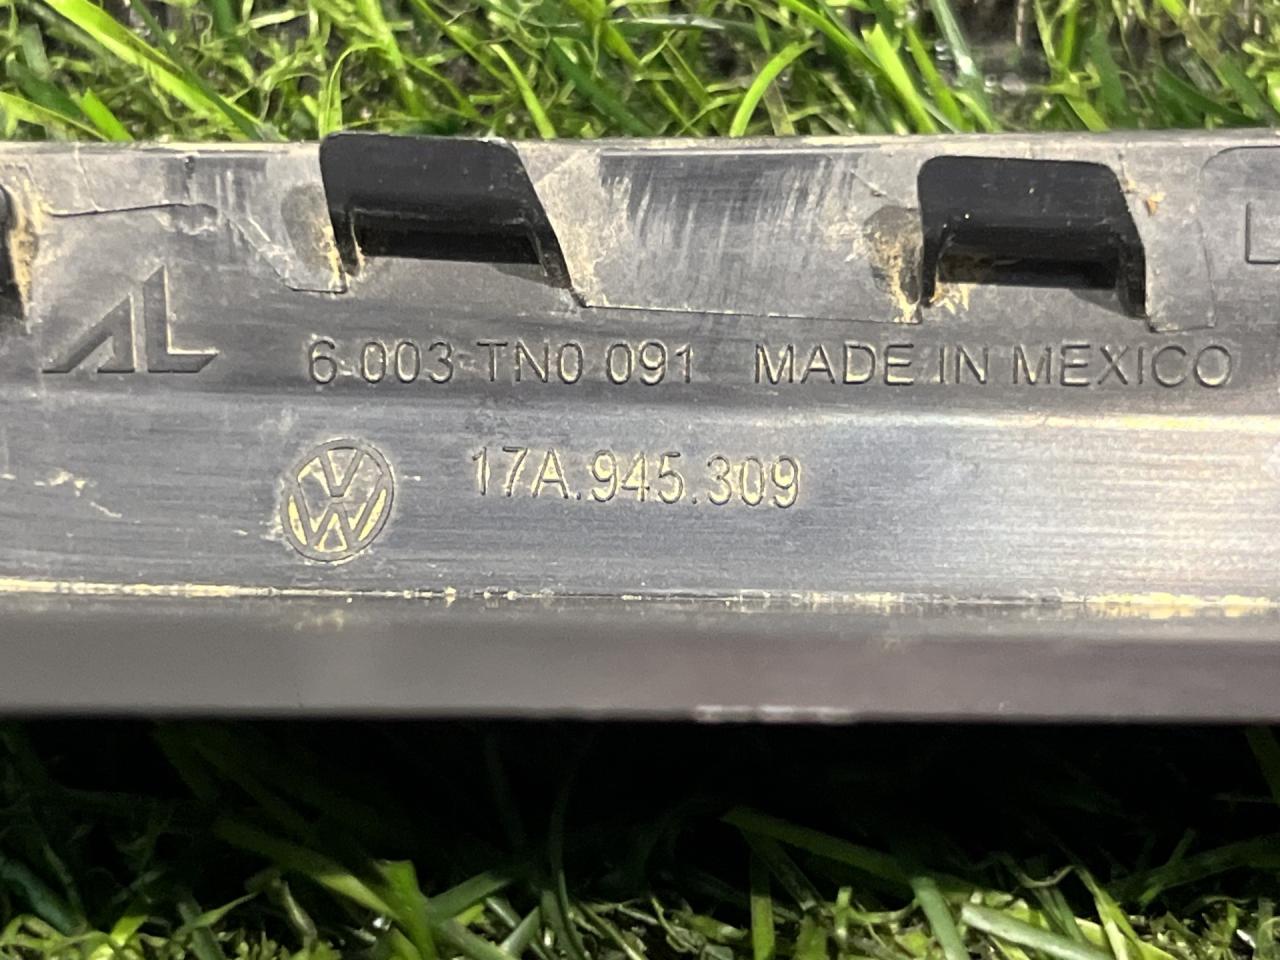 AL
6 003 TN0 091 MADE IN MEXICO
17A.945.309